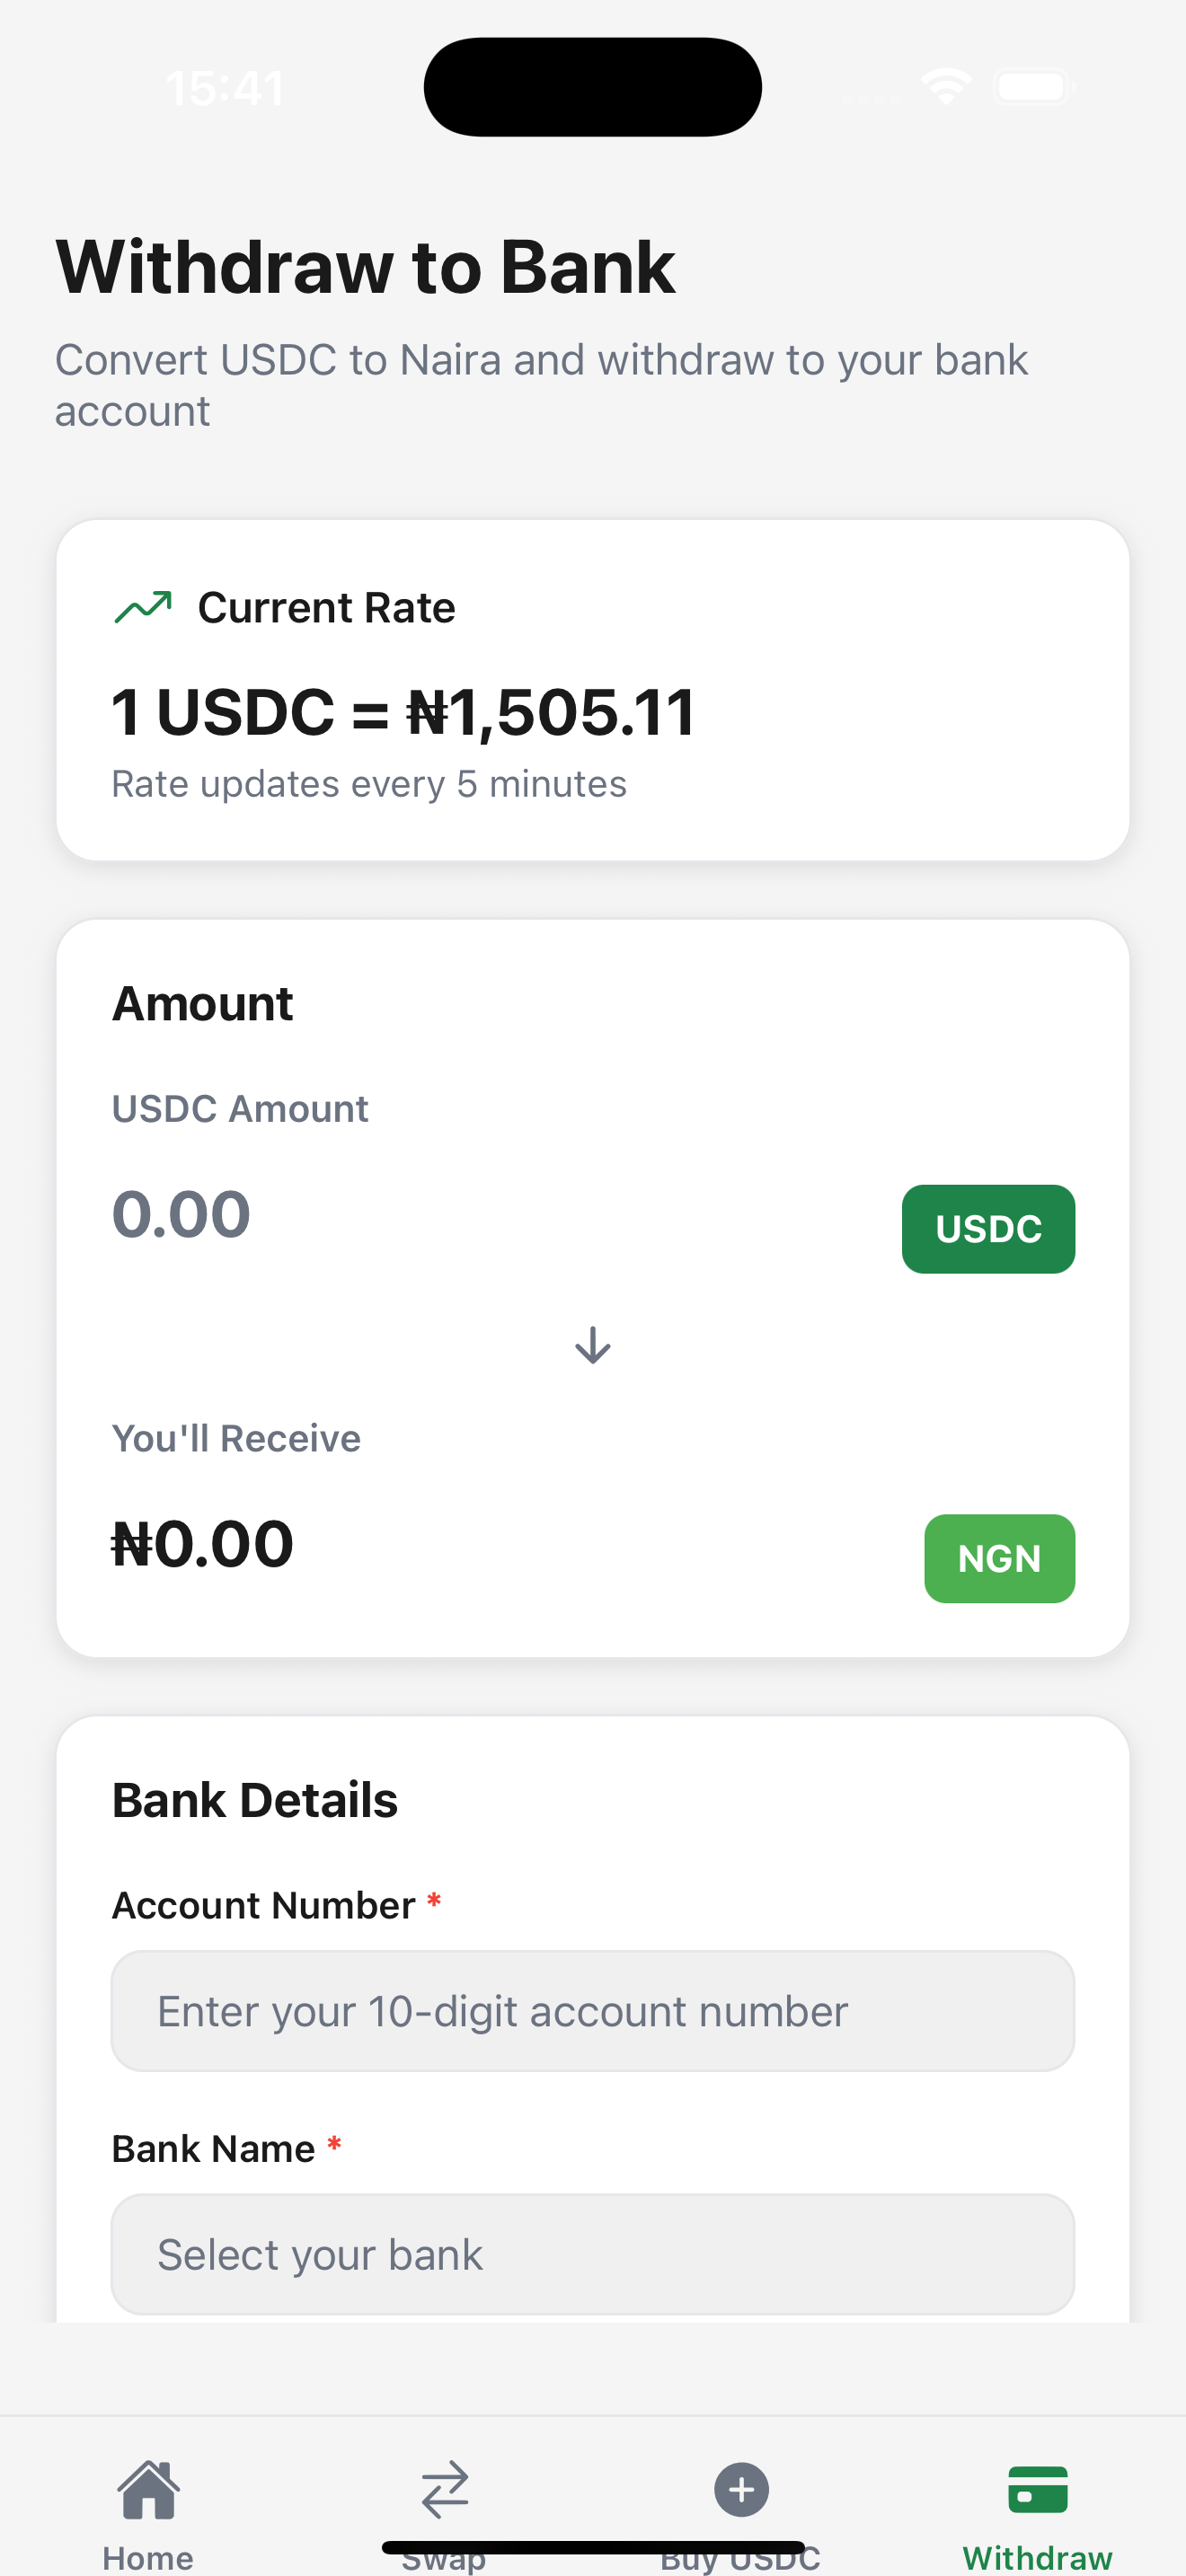 15:41
Withdraw to Bank
Convert USDC to Naira and withdraw to your bank
account
Current Rate
1 USDC = ₦1,505.11
Rate updates every 5 minutes
Amount
USDC Amount
0.00
USDC
You'll Receive
₦0.00
NGN
Bank Details
Account Number *
Enter your 10-digit account number
Bank Name *
Select your bank
Home
Swap
Buy USDC
Withdraw